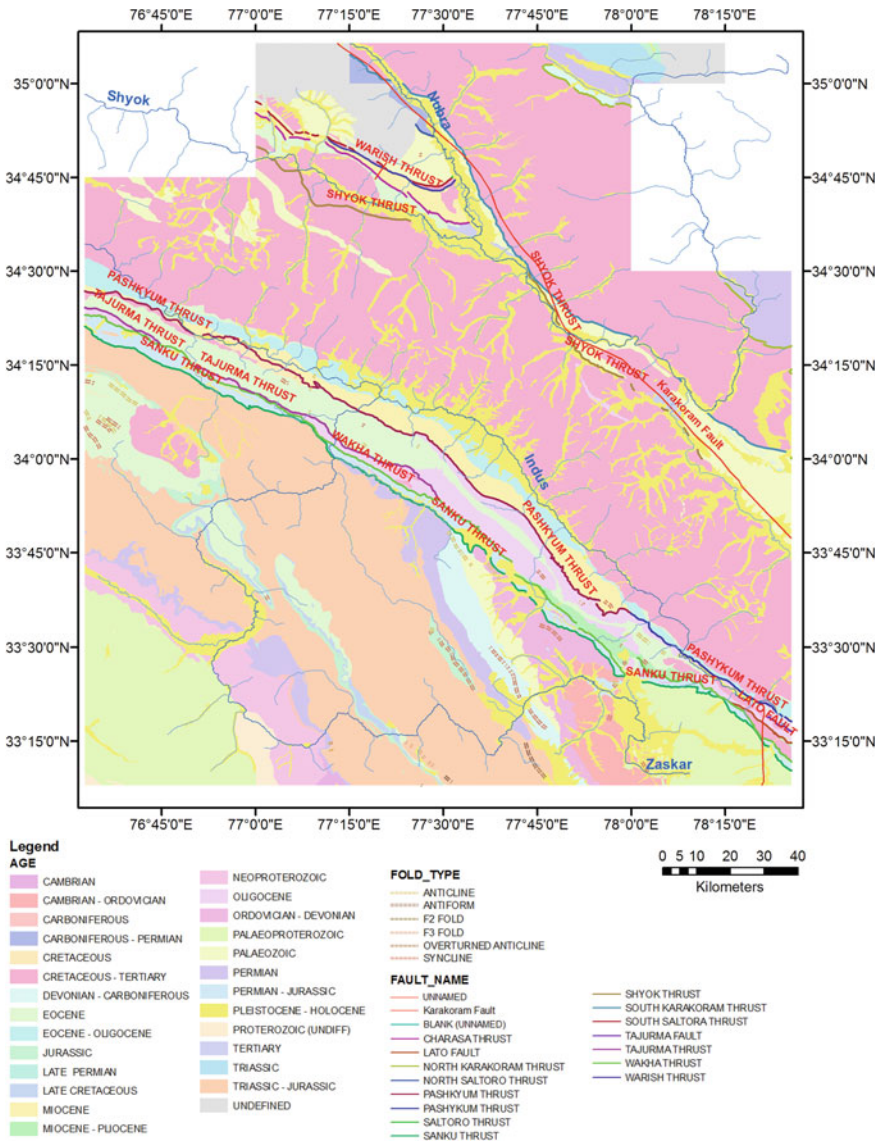 76°45'0"E 77°0'0"E 77°15'0"E 77°30'0"E 77°45'0"E 78°0'0"E 78°15'0"E
35°0'0"N 35°0'0"N
Shyok
Nubra
WARISH THRUST
34°45'0"N 34°45'0"N
SHYOK THRUST
34°30'0"N 34°30'0"N
SHYOK THRUST
PASHKYUM THRUST
TAJURMA THRUST
SANKU THRUST
TAJURMA THRUST
34°15'0"N 34°15'0"N
SHYOK THRUST
Karakoram Fault
34°0'0"N 34°0'0"N
WAKHA THRUST
Indus
SANKU THRUST
PASHKYUM THRUST
33°45'0"N 33°45'0"N
33°30'0"N 33°30'0"N
PASHYKUM THRUST
SANKU THRUST
LATO FAULT
33°15'0"N 33°15'0"N
Zaskar
76°45'0"E 77°0'0"E 77°15'0"E 77°30'0"E 77°45'0"E 78°0'0"E 78°15'0"E
Legend
AGE
CAMBRIAN
CAMBRIAN - ORDOVICIAN
CARBONIFEROUS
CARBONIFEROUS - PERMIAN
CRETACEOUS
CRETACEOUS - TERTIARY
DEVONIAN - CARBONIFEROUS
EOCENE
EOCENE - OLIGOCENE
JURASSIC
LATE PERMIAN
LATE CRETACEOUS
MIOCENE
MIOCENE - PLIOCENE
NEOPROTEROZOIC
OLIGOCENE
ORDOVICIAN - DEVONIAN
PALAEOPROTEROZOIC
PALAEOZOIC
PERMIAN
PERMIAN - JURASSIC
PLEISTOCENE - HOLOCENE
PROTEROZOIC (UNDIFF)
TERTIARY
TRIASSIC
TRIASSIC - JURASSIC
UNDEFINED
FOLD_TYPE
ANTICLINE
ANTIFORM
F2 FOLD
F3 FOLD
OVERTURNED ANTICLINE
SYNCLINE
FAULT_NAME
UNNAMED
Karakoram Fault
BLANK (UNNAMED)
CHARASA THRUST
LATO FAULT
NORTH KARAKORAM THRUST
NORTH SALTORO THRUST
PASHKYUM THRUST
PASHYKUM THRUST
SALTORO THRUST
SANKU THRUST
SHYOK THRUST
SOUTH KARAKORAM THRUST
SOUTH SALTORA THRUST
TAJURMA FAULT
TAJURMA THRUST
WAKHA THRUST
WARISH THRUST
0 5 10 20 30 40
Kilometers